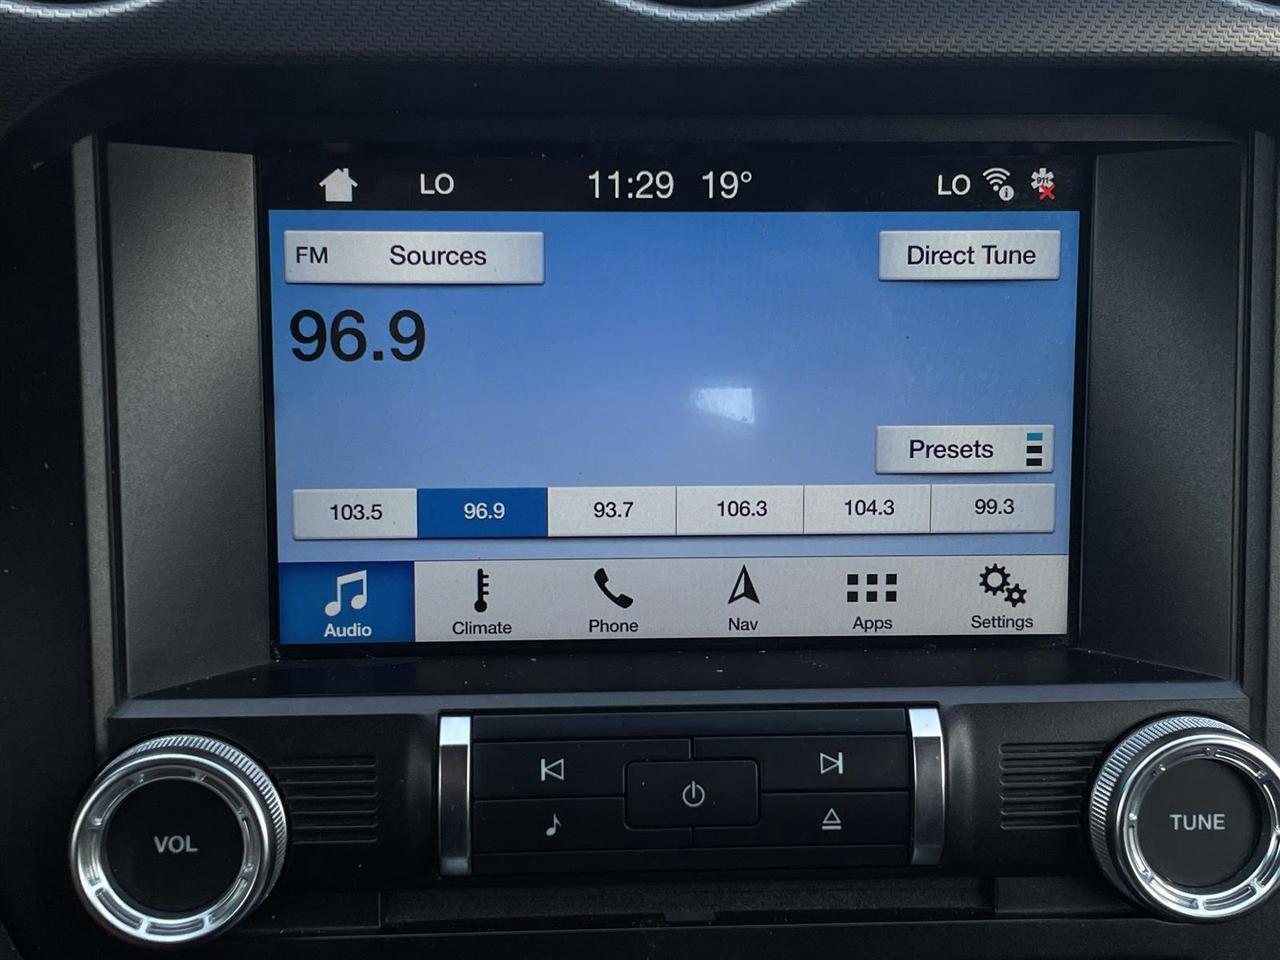 LO 11:29 19° LO 911
FM Sources Direct Tune
96.9
Presets
103.5 96.9 93.7 106.3 104.3 99.3
Audio Climate Phone Nav Apps Settings
VOL TUNE